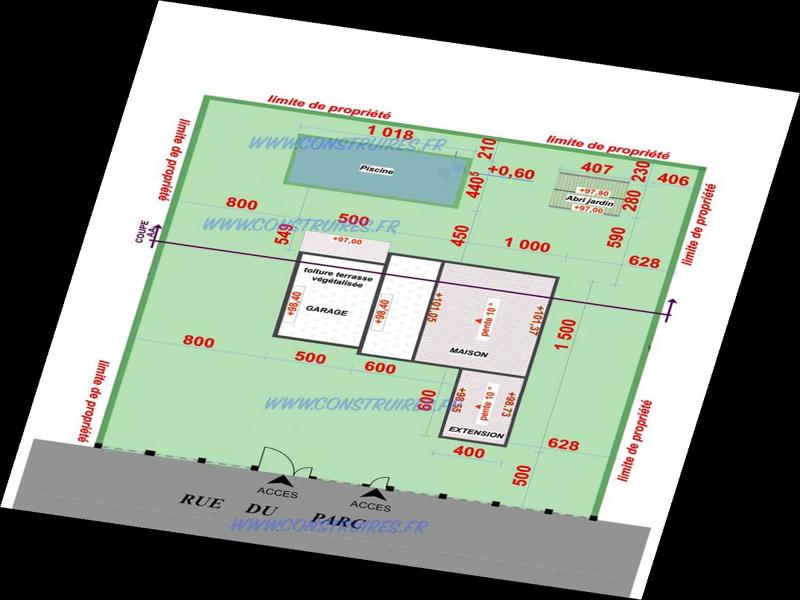 limite de propriété
limite de propriété
limite de propriété
limite de propriété
1 018
WWW.CONSTRUIRES.FR
210
+0,60
440⁵
Piscine
407
230
406
+97,80
Abri jardin
+97,00
280
590
800
500
WWW.CONSTRUIRES.FR
549
450
1 000
628
COUPE
AA
+97,00
toiture terrasse
végétalisée
+98,40
GARAGE
+98,40
+101,05
pente 10 °
+101,37
MAISON
1 500
800
500
600
600
+98,55
pente 10 °
+98,73
EXTENSION
WWW.CONSTRUIRES.FR
400
628
500
limite de propriété
limite de propriété
ACCES
ACCES
RUE DU PARC
WWW.CONSTRUIRES.FR